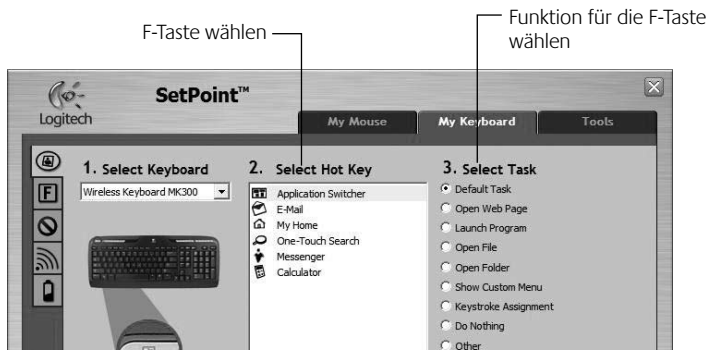 F-Taste wählen
Funktion für die F-Taste
wählen
Logitech
SetPoint™
My Mouse
My Keyboard
Tools
1. Select Keyboard
Wireless Keyboard MK300
2. Select Hot Key
Application Switcher
E-Mail
My Home
One-Touch Search
Messenger
Calculator
3. Select Task
Default Task
Open Web Page
Launch Program
Open File
Open Folder
Show Custom Menu
Keystroke Assignment
Do Nothing
Other
F